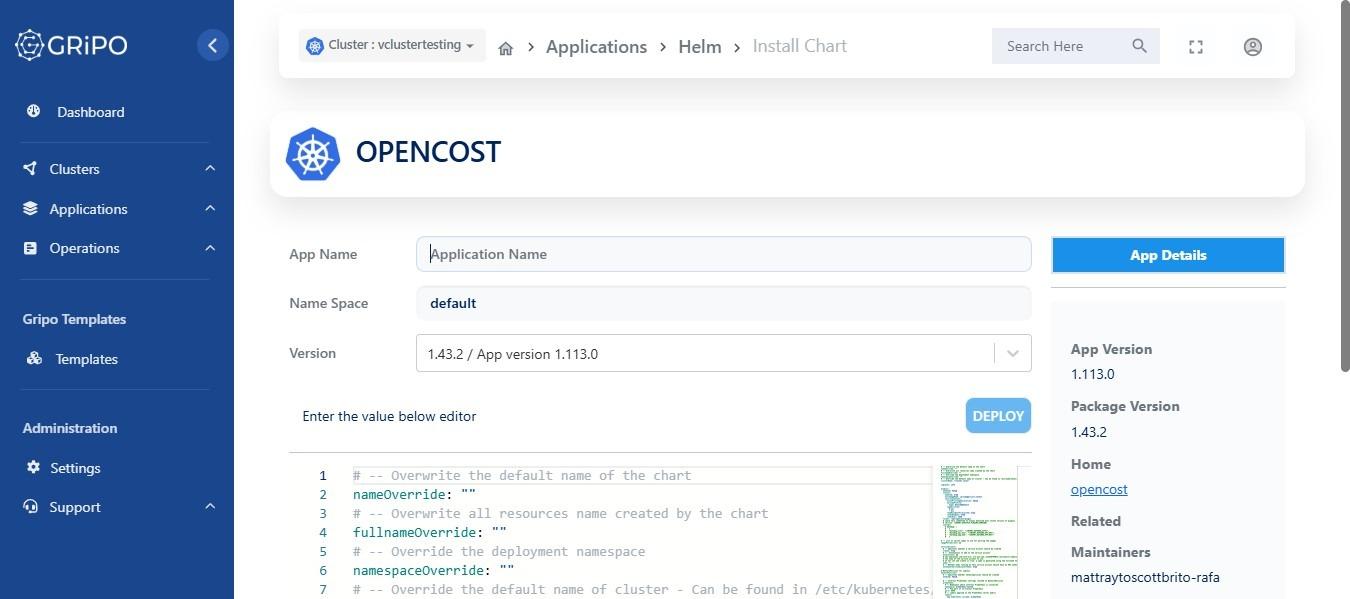 GRiPO
Cluster : vclustertesting
Applications
Helm
Install Chart
Search Here
Dashboard
Clusters
Applications
Operations
Gripo Templates
Templates
Administration
Settings
Support
OPENCOST
App Name
Application Name
Name Space
default
Version
1.43.2 / App version 1.113.0
Enter the value below editor
DEPLOY
1 # -- Overwrite the default name of the chart
2 nameOverride: ""
3 # -- Overwrite all resources name created by the chart
4 fullnameOverride: ""
5 # -- Override the deployment namespace
6 namespaceOverride: ""
7 # -- Override the default name of cluster - Can be found in /etc/kubernetes/
App Details
App Version
1.113.0
Package Version
1.43.2
Home
opencost
Related
Maintainers
mattraytoscottbrito-rafa